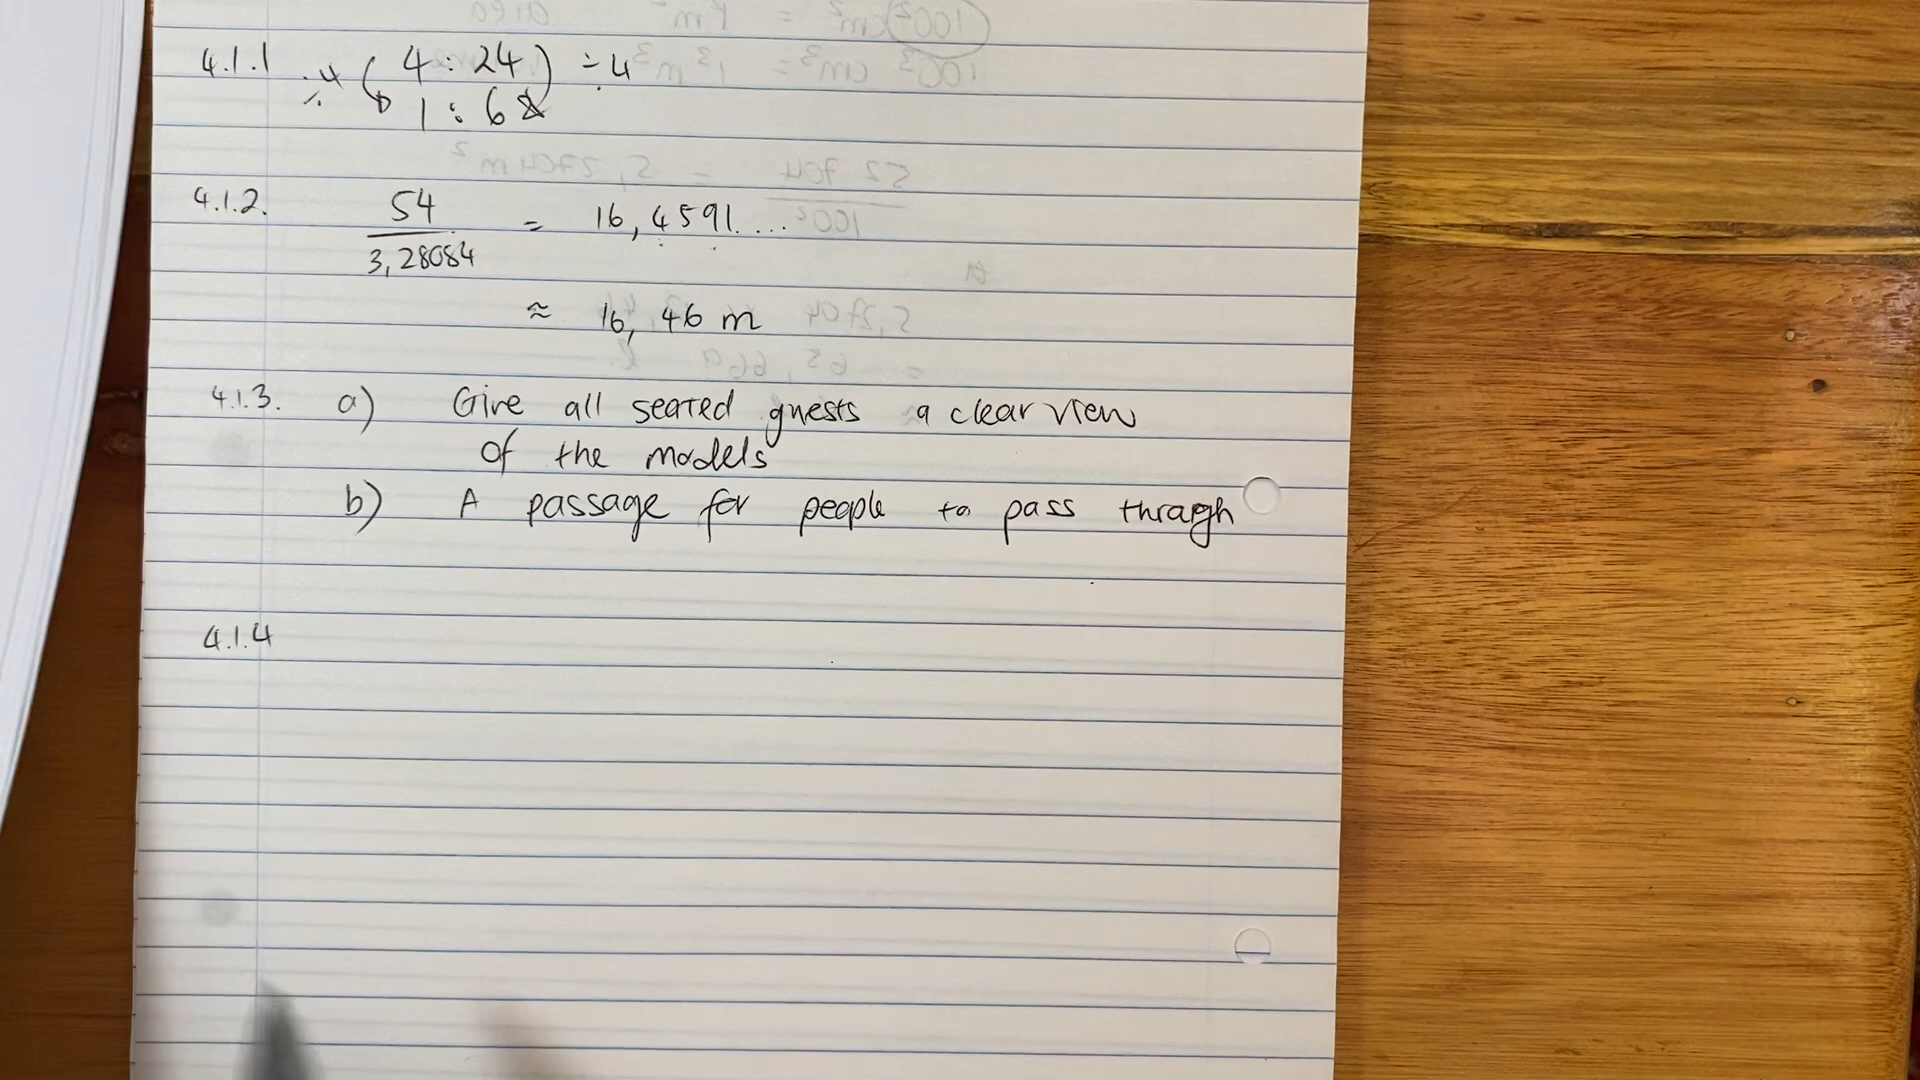 4.1.1 ÷4 ( 4 : 24 ) ÷4
1 : 6
4.1.2. 54 / 3,28084 = 16,4591....
≈ 16,46 m
4.1.3. a) Give all seated guests a clear view
of the models
b) A passage for people to pass through
4.1.4